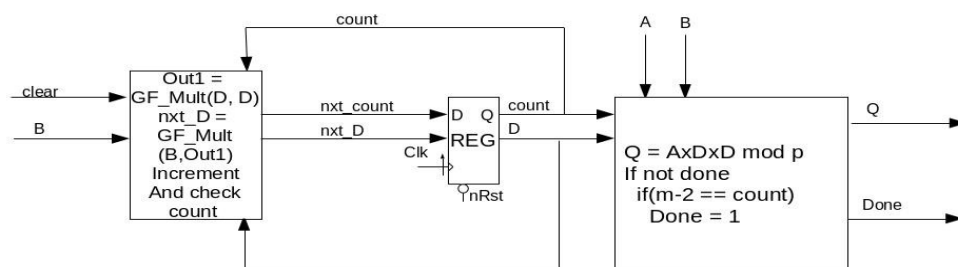 count
A
B
clear
B
Out1 =
GF_Mult(D, D)
nxt_D =
GF_Mult
(B,Out1)
Increment
And check
count
nxt_count
nxt_D
D Q
REG
Clk
nRst
count
D
Q = AxDxD mod p
If not done
if(m-2 == count)
Done = 1
Q
Done